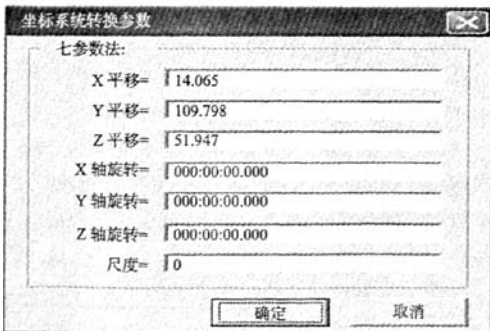 坐标系统转换参数
七参数法:
X 平移= 14.065
Y 平移= 109.798
Z 平移= 51.947
X 轴旋转= 000:00:00.000
Y 轴旋转= 000:00:00.000
Z 轴旋转= 000:00:00.000
尺度= 0
确定 取消